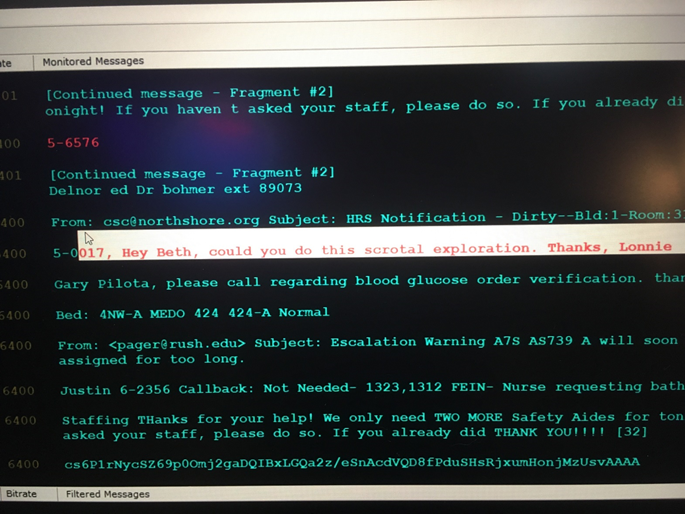 ate Monitored Messages
01 [Continued message - Fragment #2]
onight! If you haven t asked your staff, please do so. If you already di
400 5-6576
401 [Continued message - Fragment #2]
Delnor ed Dr bohmer ext 89073
400 From: csc@northshore.org Subject: HRS Notification - Dirty--Bld:1-Room:3
6400 5-0017, Hey Beth, could you do this scrotal exploration. Thanks, Lonnie
6400 Gary Pilota, please call regarding blood glucose order verification. than
6400 Bed: 4NW-A MEDO 424 424-A Normal
6400 From: <pager@rush.edu> Subject: Escalation Warning A7S AS739 A will soon
assigned for too long.
6400 Justin 6-2356 Callback: Not Needed- 1323,1312 FEIN- Nurse requesting bath
6400 Staffing THanks for your help! We only need TWO MORE Safety Aides for ton
asked your staff, please do so. If you already did THANK YOU!!!! [32]
6400 cs6P1rNycSZ69p0Omj2gaDQIBxLGQa2z/eSnAcdVQD8fPduSHsRjxumHonjMzUsvAAAA
Bitrate Filtered Messages